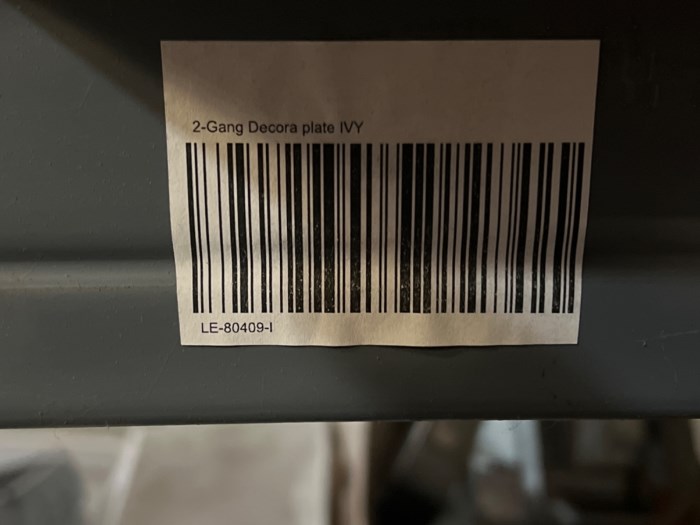 2-Gang Decora plate IVY
LE-80409-I